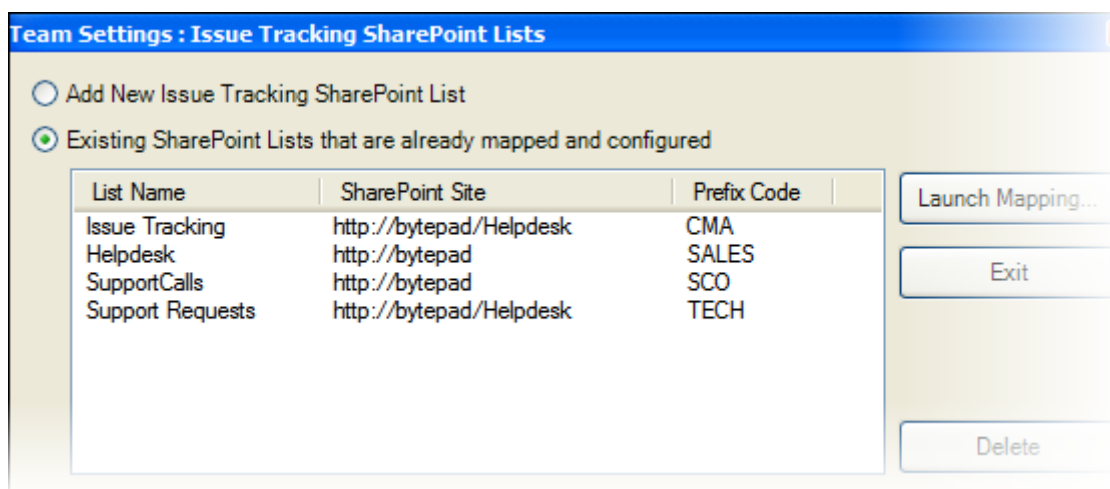 Team Settings : Issue Tracking SharePoint Lists
Add New Issue Tracking SharePoint List
Existing SharePoint Lists that are already mapped and configured
List Name SharePoint Site Prefix Code
Issue Tracking http://bytepad/Helpdesk CMA
Helpdesk http://bytepad SALES
SupportCalls http://bytepad SCO
Support Requests http://bytepad/Helpdesk TECH
Launch Mapping...
Exit
Delete